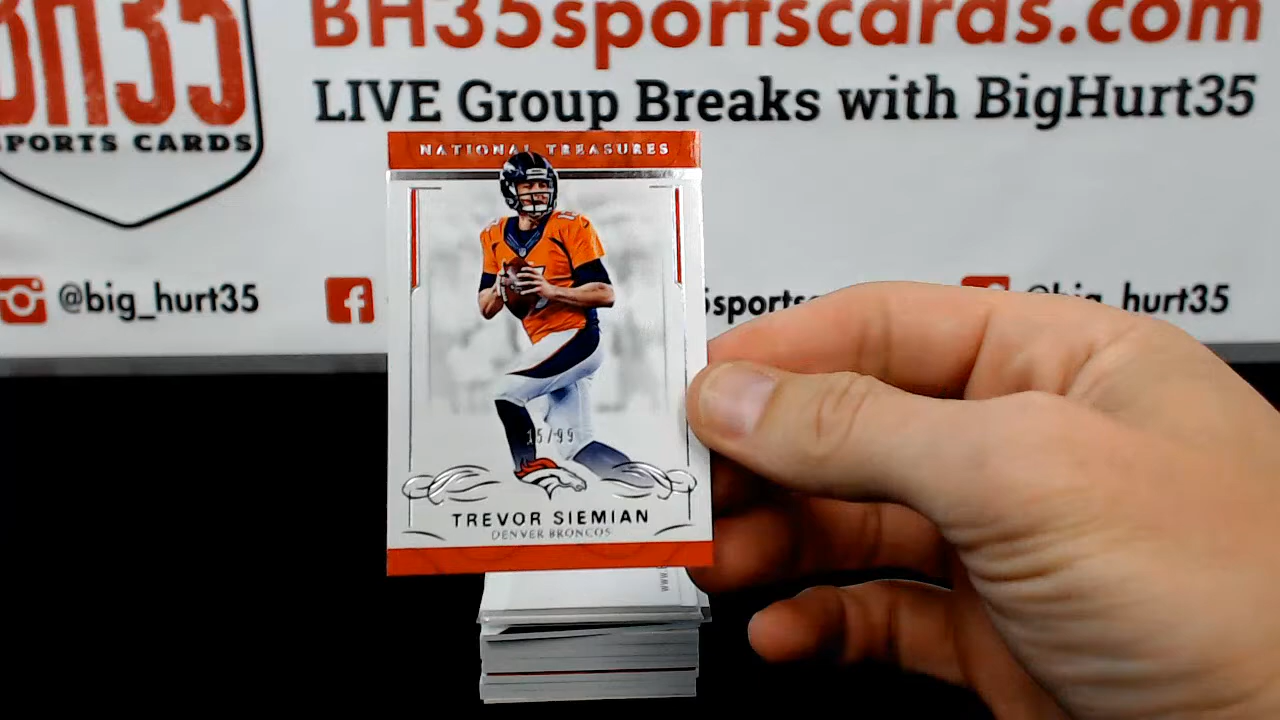 BH35
SPORTS CARDS
BH35sportscards.com
LIVE Group Breaks with BigHurt35
@big_hurt35
@big_hurt35
NATIONAL TREASURES
15/99
TREVOR SIEMIAN
DENVER BRONCOS